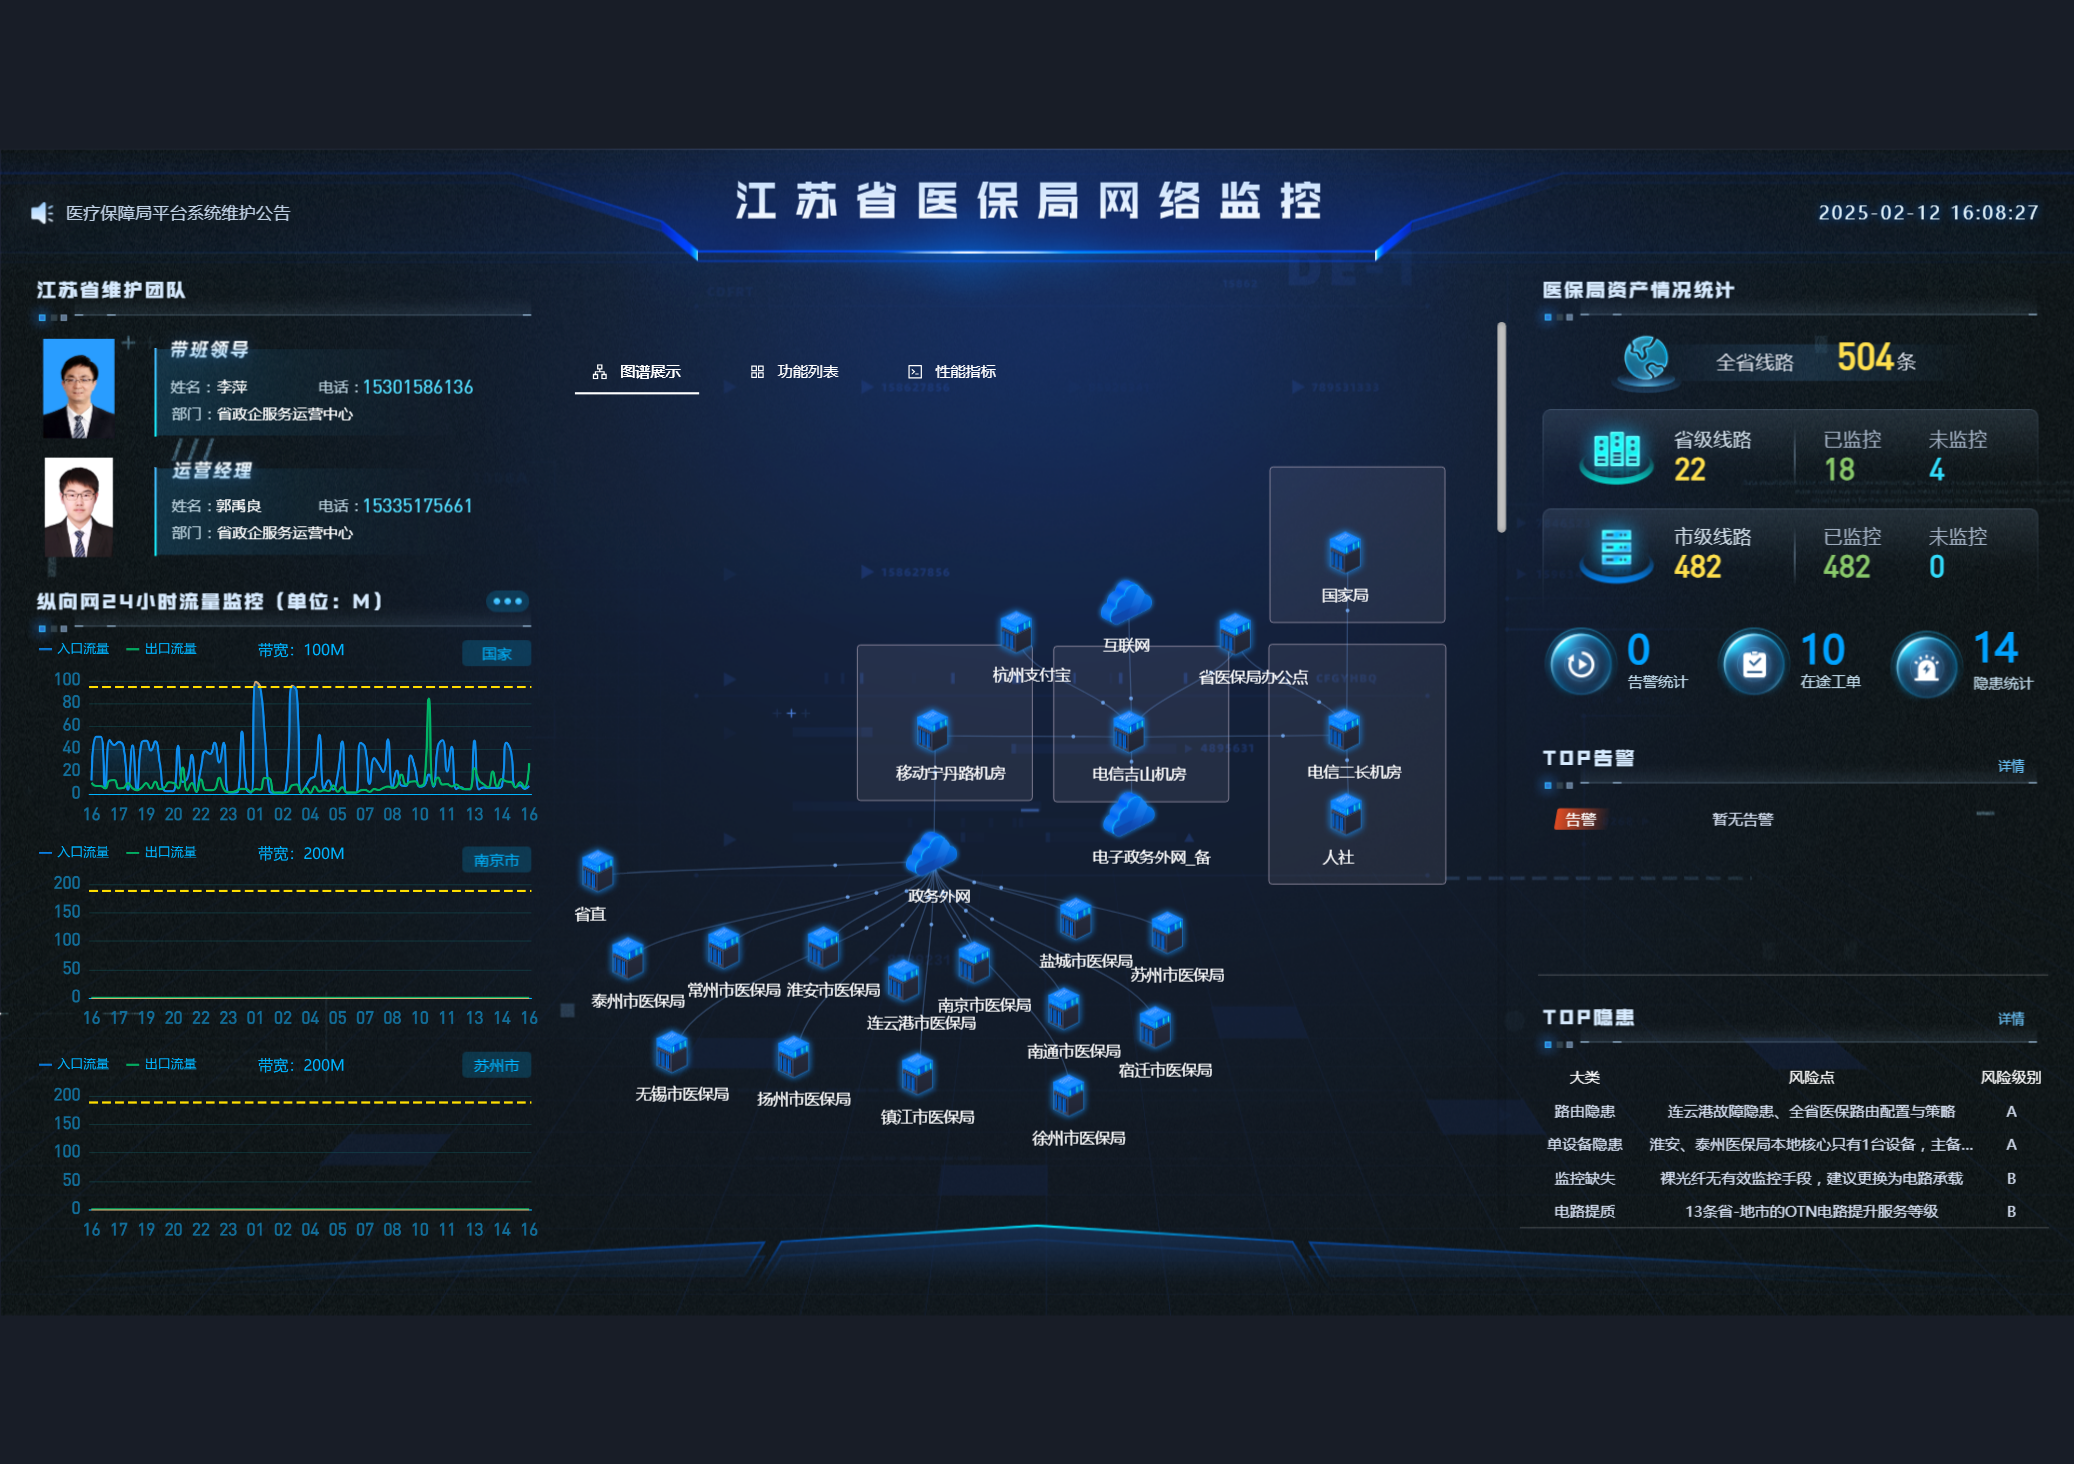 江苏省医保局网络监控
医疗保障局平台系统维护公告
2025-02-12 16:08:27
江苏省维护团队
带班领导
姓名：李萍 电话：15301586136
部门：省政企服务运营中心
运营经理
姓名：郭禹良 电话：15335175661
部门：省政企服务运营中心
纵向网24小时流量监控（单位：M）
入口流量 出口流量 带宽：100M 国家
100
80
60
40
20
0
16 17 19 20 22 23 01 02 04 05 07 08 10 11 13 14 16
入口流量 出口流量 带宽：200M 南京市
200
150
100
50
0
16 17 19 20 22 23 01 02 04 05 07 08 10 11 13 14 16
入口流量 出口流量 带宽：200M 苏州市
200
150
100
50
0
16 17 19 20 22 23 01 02 04 05 07 08 10 11 13 14 16
图谱展示 功能列表 性能指标
国家局
互联网
杭州支付宝
省医保局办公点
移动宁丹路机房
电信吉山机房
电信二长机房
电子政务外网_备
人社
政务外网
省直
盐城市医保局
苏州市医保局
泰州市医保局
常州市医保局
淮安市医保局
南京市医保局
连云港市医保局
南通市医保局
宿迁市医保局
无锡市医保局
扬州市医保局
镇江市医保局
徐州市医保局
医保局资产情况统计
全省线路 504条
省级线路 已监控 未监控
22 18 4
市级线路 已监控 未监控
482 482 0
0 10 14
告警统计 在途工单 隐患统计
TOP告警 详情
告警 暂无告警
TOP隐患 详情
大类 风险点 风险级别
路由隐患 连云港故障隐患、全省医保路由配置与策略 A
单设备隐患 淮安、泰州医保局本地核心只有1台设备，主备... A
监控缺失 裸光纤无有效监控手段，建议更换为电路承载 B
电路提质 13条省-地市的OTN电路提升服务等级 B